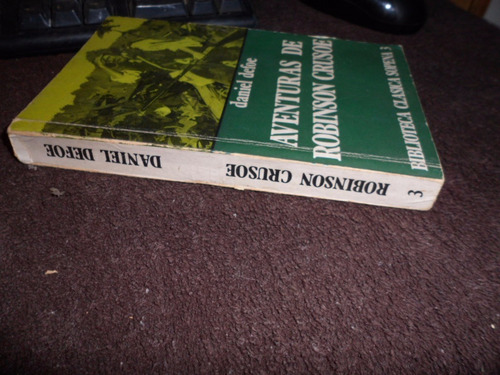 daniel defoe
AVENTURAS DE
ROBINSON CRUSOE
BIBLIOTECA CLASICA SOPENA 3
DANIEL DEFOE
ROBINSON CRUSOE
3